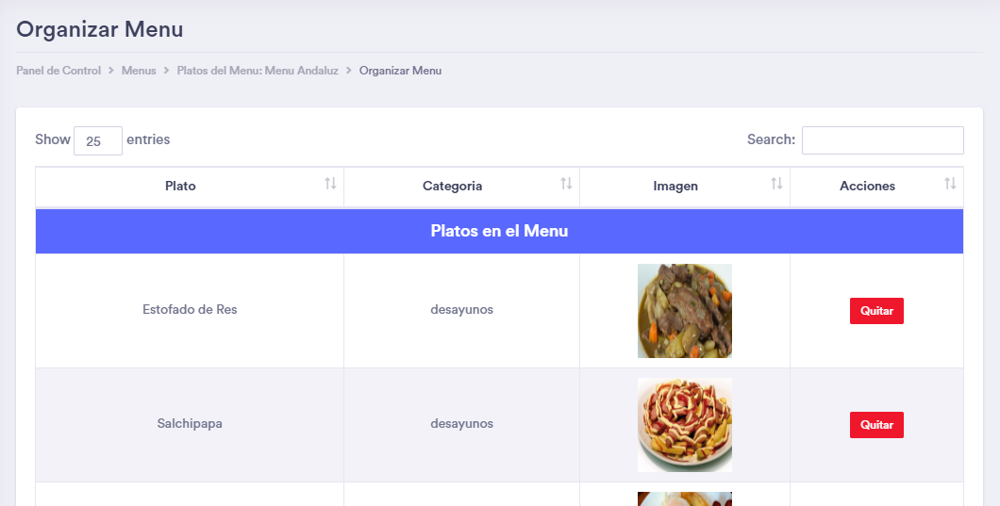 Organizar Menu
Panel de Control > Menus > Platos del Menu: Menu Andaluz > Organizar Menu
Show 25 entries Search:
Plato Categoria Imagen Acciones
Platos en el Menu
Estofado de Res desayunos Quitar
Salchipapa desayunos Quitar